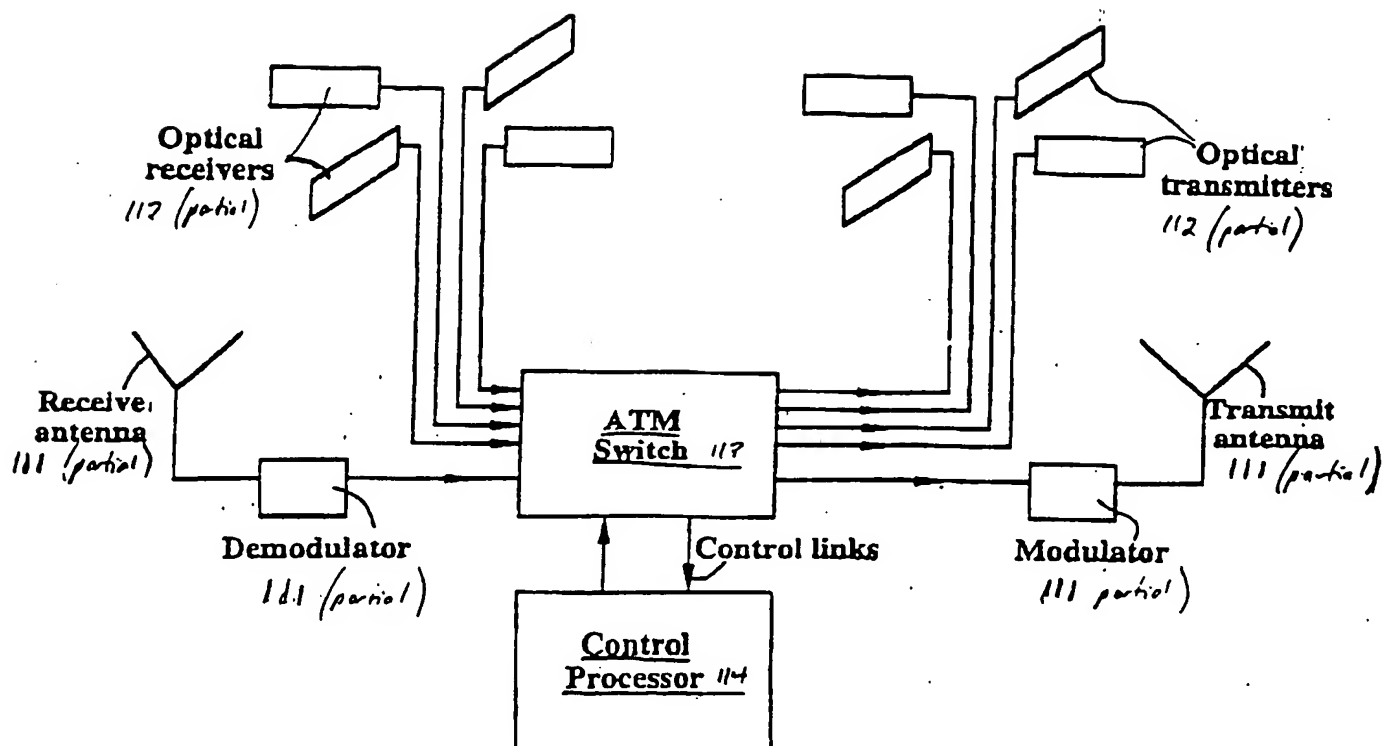 Optical
receivers
112 (partial)
Optical
transmitters
112 (partial)
Receive
antenna
111 (partial)
ATM
Switch 113
Transmit
antenna
111 (partial)
Demodulator
111 (partial)
Control links
Modulator
111 partial)
Control
Processor 114